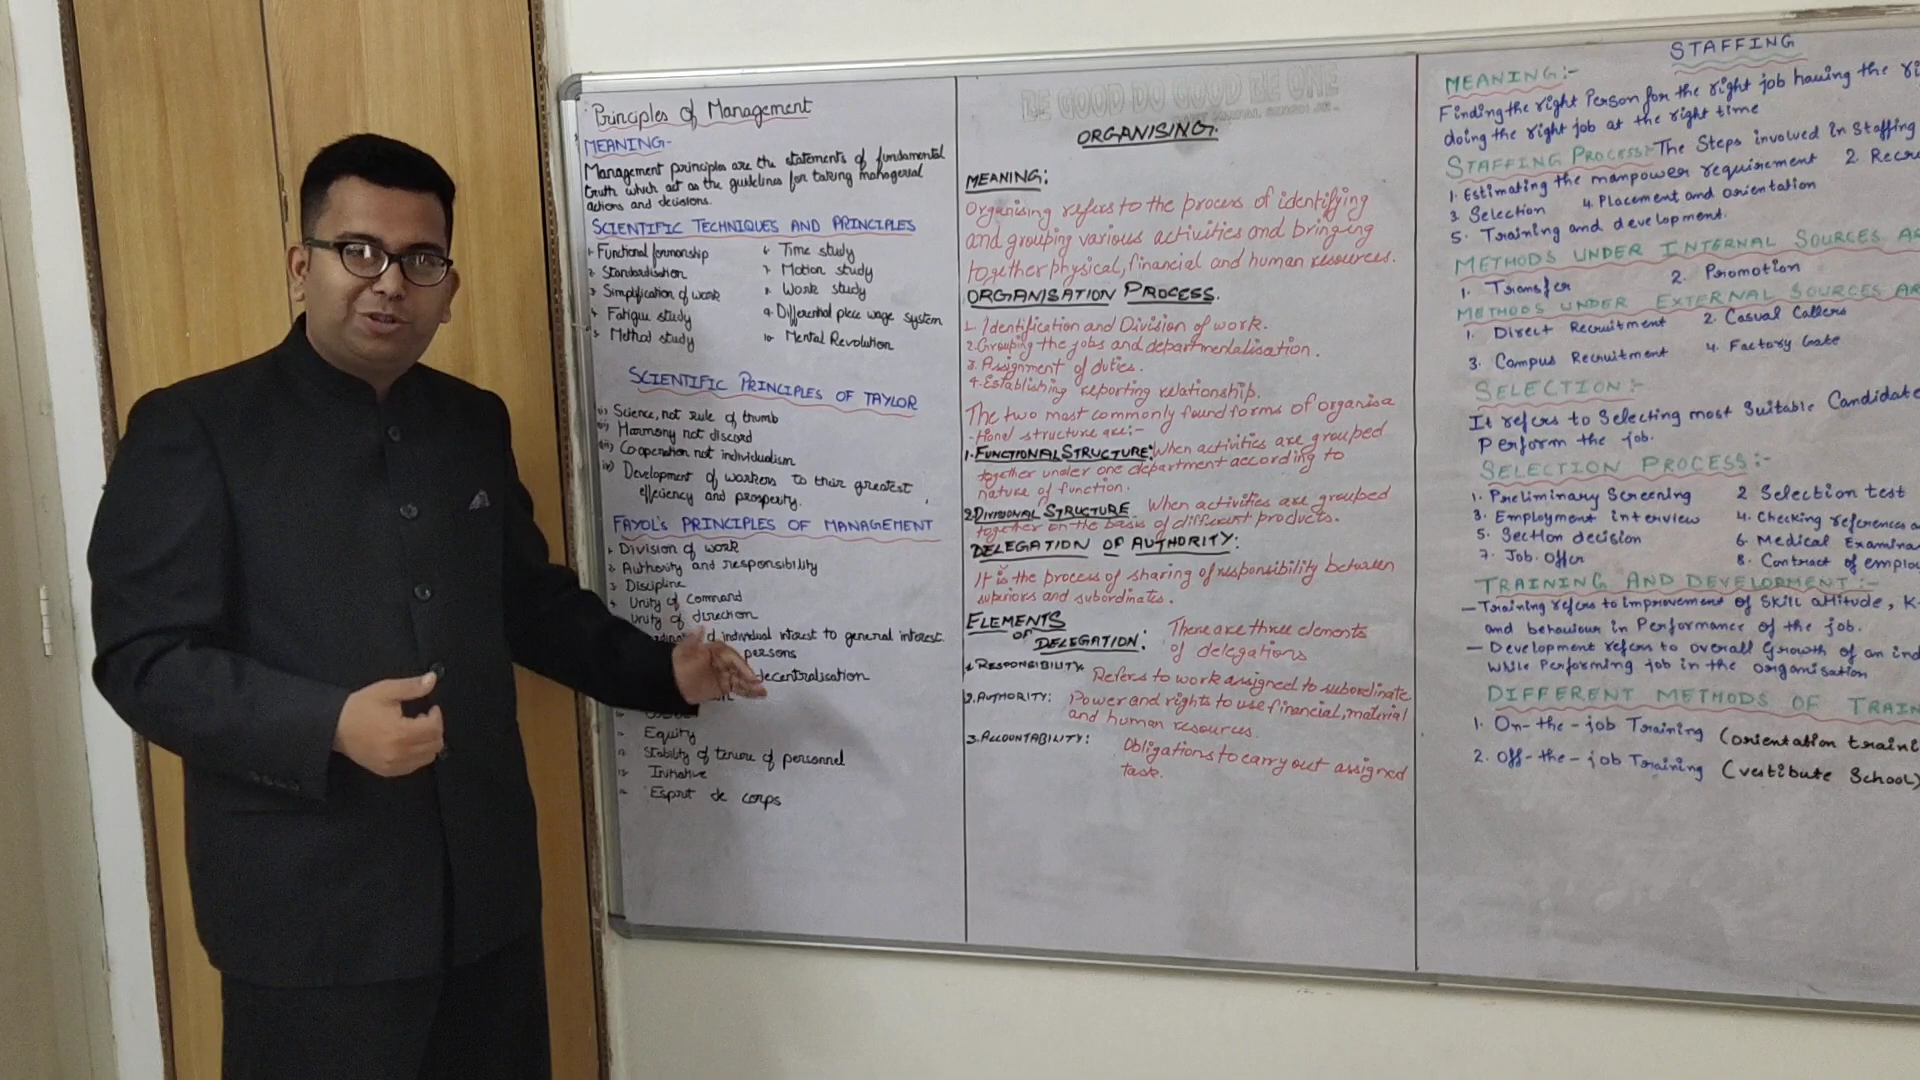 Principles of Management
MEANING-
Management principles are the statements of fundamental
truth which act as the guidelines for taking managerial
actions and decisions.
SCIENTIFIC TECHNIQUES AND PRINCIPLES
1. Functional formonship
2. Standardisation
3. Simplification of work
4. Fatigue study
5. Method study
6. Time study
7. Motion study
8. Work study
9. Differential piece wage system
10. Mental Revolution
SCIENTIFIC PRINCIPLES OF TAYLOR
i) Science, not rule of thumb
ii) Harmony not discord
iii) Cooperation not individualism
iv) Development of workers to their greatest
efficiency and prosperity.
FAYOL'S PRINCIPLES OF MANAGEMENT
1. Division of work
2. Authority and responsibility
3. Discipline
4. Unity of command
Unity of direction
individual interest to general interest.
persons
decentralisation
Equity
Stability of tenure of personnel
Initiative
Esprit de corps
BE GOOD DO GOOD BE ONE
ORGANISING.
MEANING:
Organising refers to the process of identifying
and grouping various activities and bringing
together physical, financial and human resources.
ORGANISATION PROCESS.
1. Identification and Division of work.
2. Grouping the jobs and departmentalisation.
3. Assignment of duties.
4. Establishing reporting relationship.
The two most commonly found forms of organisa
-tional structure are:-
1. FUNCTIONAL STRUCTURE: When activities are grouped
together under one department according to
nature of function.
2. DIVISIONAL STRUCTURE When activities are grouped
together on the basis of different products.
DELEGATION OF AUTHORITY:
It is the process of sharing of responsibility between
superiors and subordinates.
ELEMENTS OF DELEGATION: There are three elements
of delegations
1. RESPONSIBILITY. Refers to work assigned to subordinate
2. AUTHORITY: Power and rights to use financial, material
and human resources.
3. ACCOUNTABILITY: Obligations to carry out assigned
task.
STAFFING
MEANING:-
Finding the right Person for the right job having the
doing the right job at the right time
STAFFING PROCESS:- The Steps involved in Staffing
1. Estimating the manpower requirement 2. Recru
3. Selection 4. Placement and orientation
5. Training and development.
METHODS UNDER INTERNAL SOURCES AR
1. Transfer 2. Promotion
METHODS UNDER EXTERNAL SOURCES AR
1. Direct Recruitment 2. Casual Callers
3. Campus Recruitment 4. Factory Gate
SELECTION:-
It refers to Selecting most Suitable Candidate
Perform the job.
SELECTION PROCESS:-
1. Preliminary Screening 2 Selection test
3. Employment interview 4. Checking references a
5. Section decision 6. Medical Examina
7. Job. Offer 8. Contract of emplo
TRAINING AND DEVELOPMENT:-
- Training refers to improvement of Skill attitude, K
and behaviour in Performance of the job.
- Development refers to overall Growth of an ind
While Performing job in the organisation
DIFFERENT METHODS OF TRAIN
1. On-the-job Training (orientation traini
2. Off-the-job Training (vestibute School)